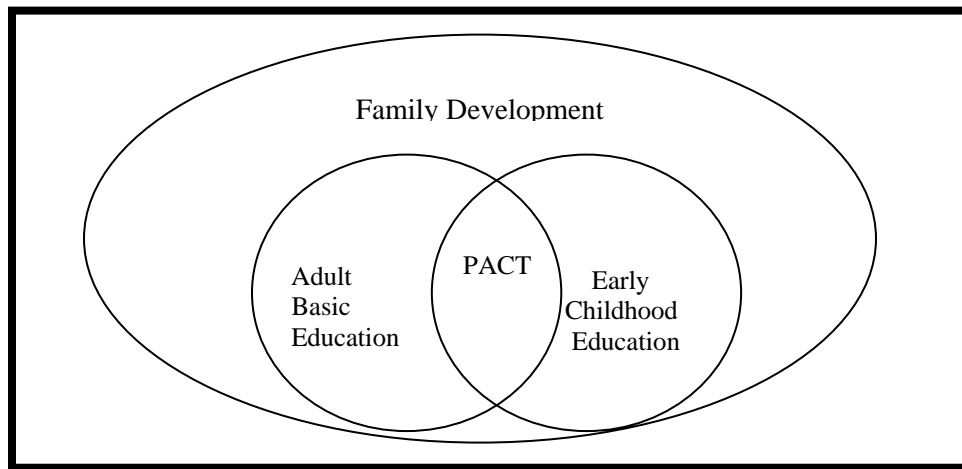 Family Development
PACT
Adult
Basic
Education
Early
Childhood
Education